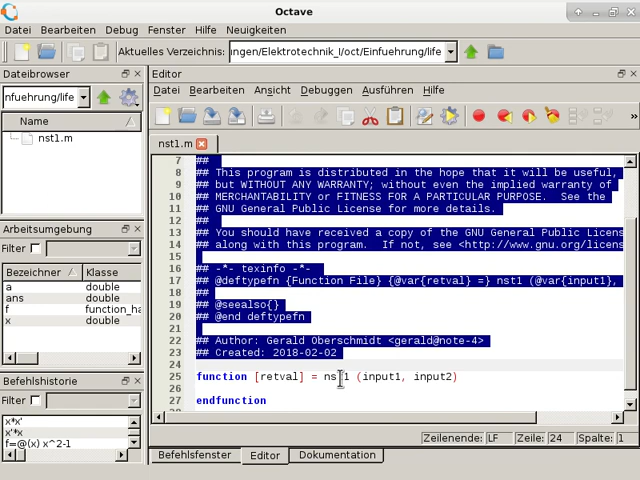 Octave
Datei Bearbeiten Debug Fenster Hilfe Neuigkeiten
Aktuelles Verzeichnis: ıngen/Elektrotechnik_I/oct/Einfuehrung/life
Dateibrowser
nfuehrung/life
Name
nst1.m
Arbeitsumgebung
Filter
Bezeichner Klasse
a double
ans double
f function_ha
x double
Befehlshistorie
Filter
x*x'
x'*x
f=@(x) x^2-1
Editor
Datei Bearbeiten Ansicht Debuggen Ausführen Hilfe
»
nst1.m
7 ##
8 ## This program is distributed in the hope that it will be useful,
9 ## but WITHOUT ANY WARRANTY; without even the implied warranty of
10 ## MERCHANTABILITY or FITNESS FOR A PARTICULAR PURPOSE. See the
11 ## GNU General Public License for more details.
12 ##
13 ## You should have received a copy of the GNU General Public Licens
14 ## along with this program. If not, see <http://www.gnu.org/licens
15
16 ## -*- texinfo -*-
17 ## @deftypefn {Function File} {@var{retval} =} nst1 (@var{input1},
18 ##
19 ## @seealso{}
20 ## @end deftypefn
21
22 ## Author: Gerald Oberschmidt <gerald@note-4>
23 ## Created: 2018-02-02
24
25 function [retval] = nst1 (input1, input2)
26
27 endfunction
Zeilenende: LF Zeile: 24 Spalte: 1
Befehlsfenster Editor Dokumentation